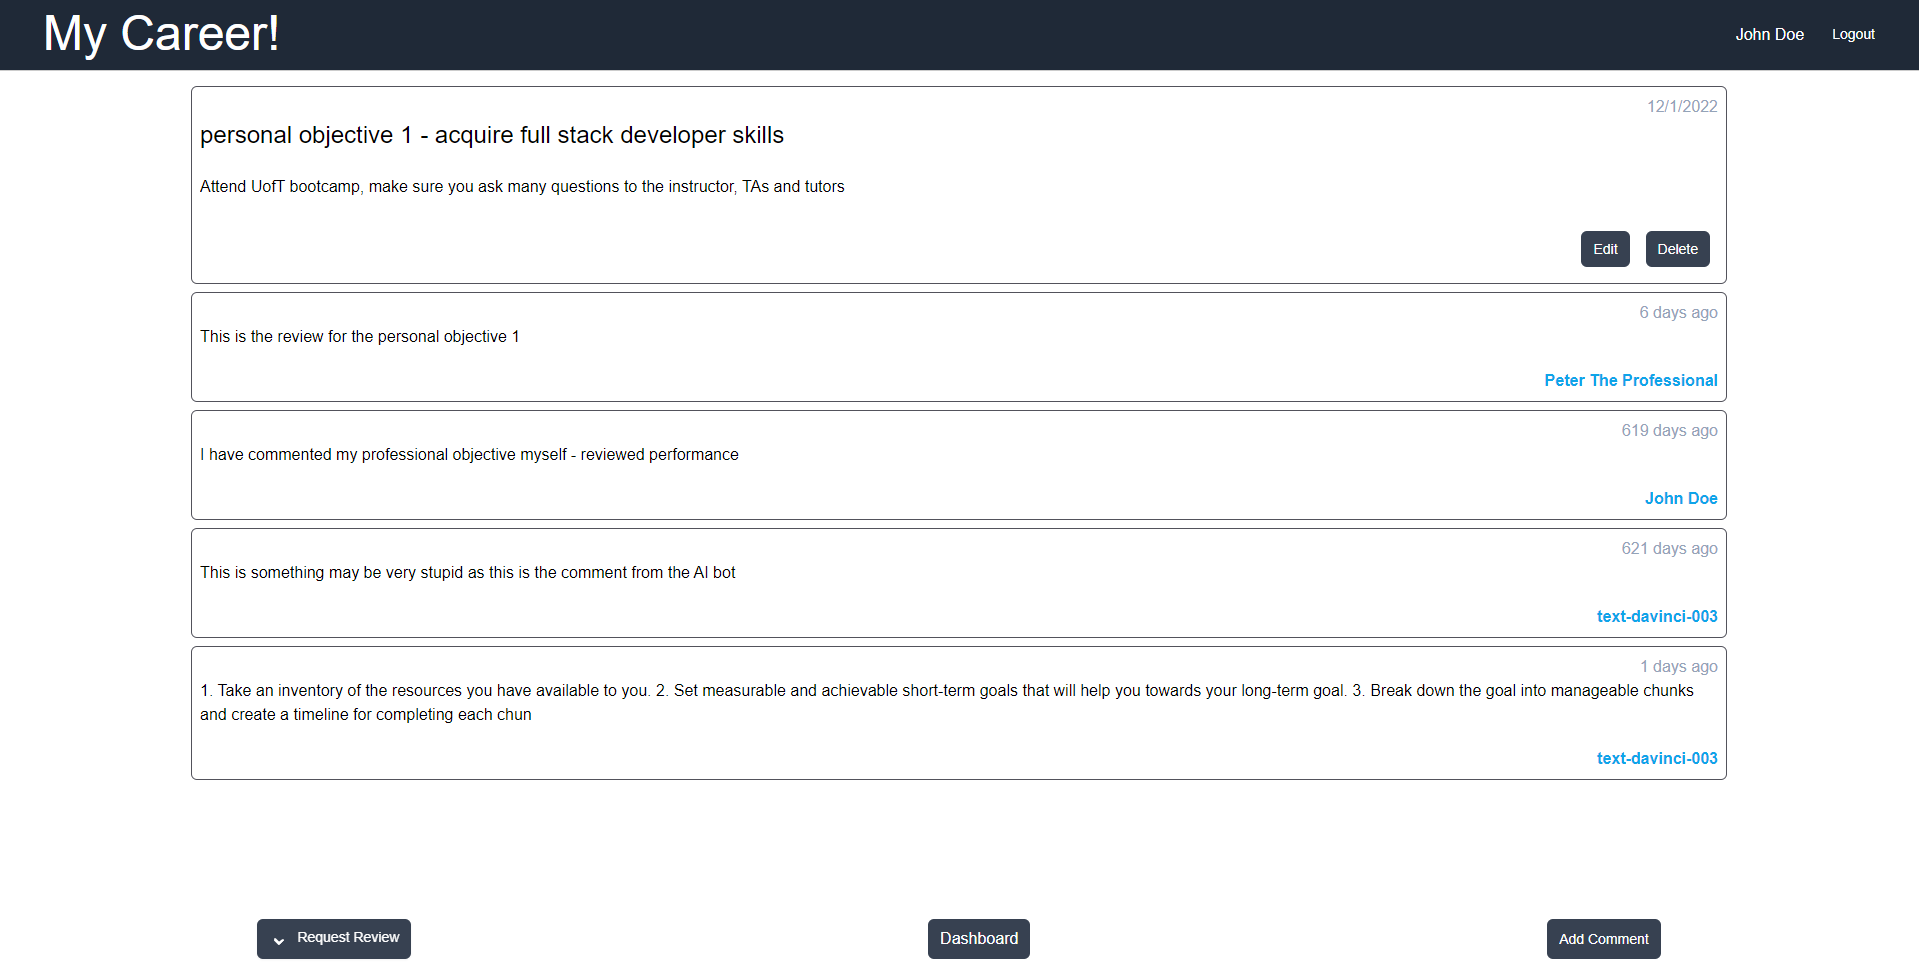 My Career!
John Doe
Logout
12/1/2022
personal objective 1 - acquire full stack developer skills
Attend UofT bootcamp, make sure you ask many questions to the instructor, TAs and tutors
Edit
Delete
6 days ago
This is the review for the personal objective 1
Peter The Professional
619 days ago
I have commented my professional objective myself - reviewed performance
John Doe
621 days ago
This is something may be very stupid as this is the comment from the AI bot
text-davinci-003
1 days ago
1. Take an inventory of the resources you have available to you. 2. Set measurable and achievable short-term goals that will help you towards your long-term goal. 3. Break down the goal into manageable chunks
and create a timeline for completing each chun
text-davinci-003
Request Review
Dashboard
Add Comment